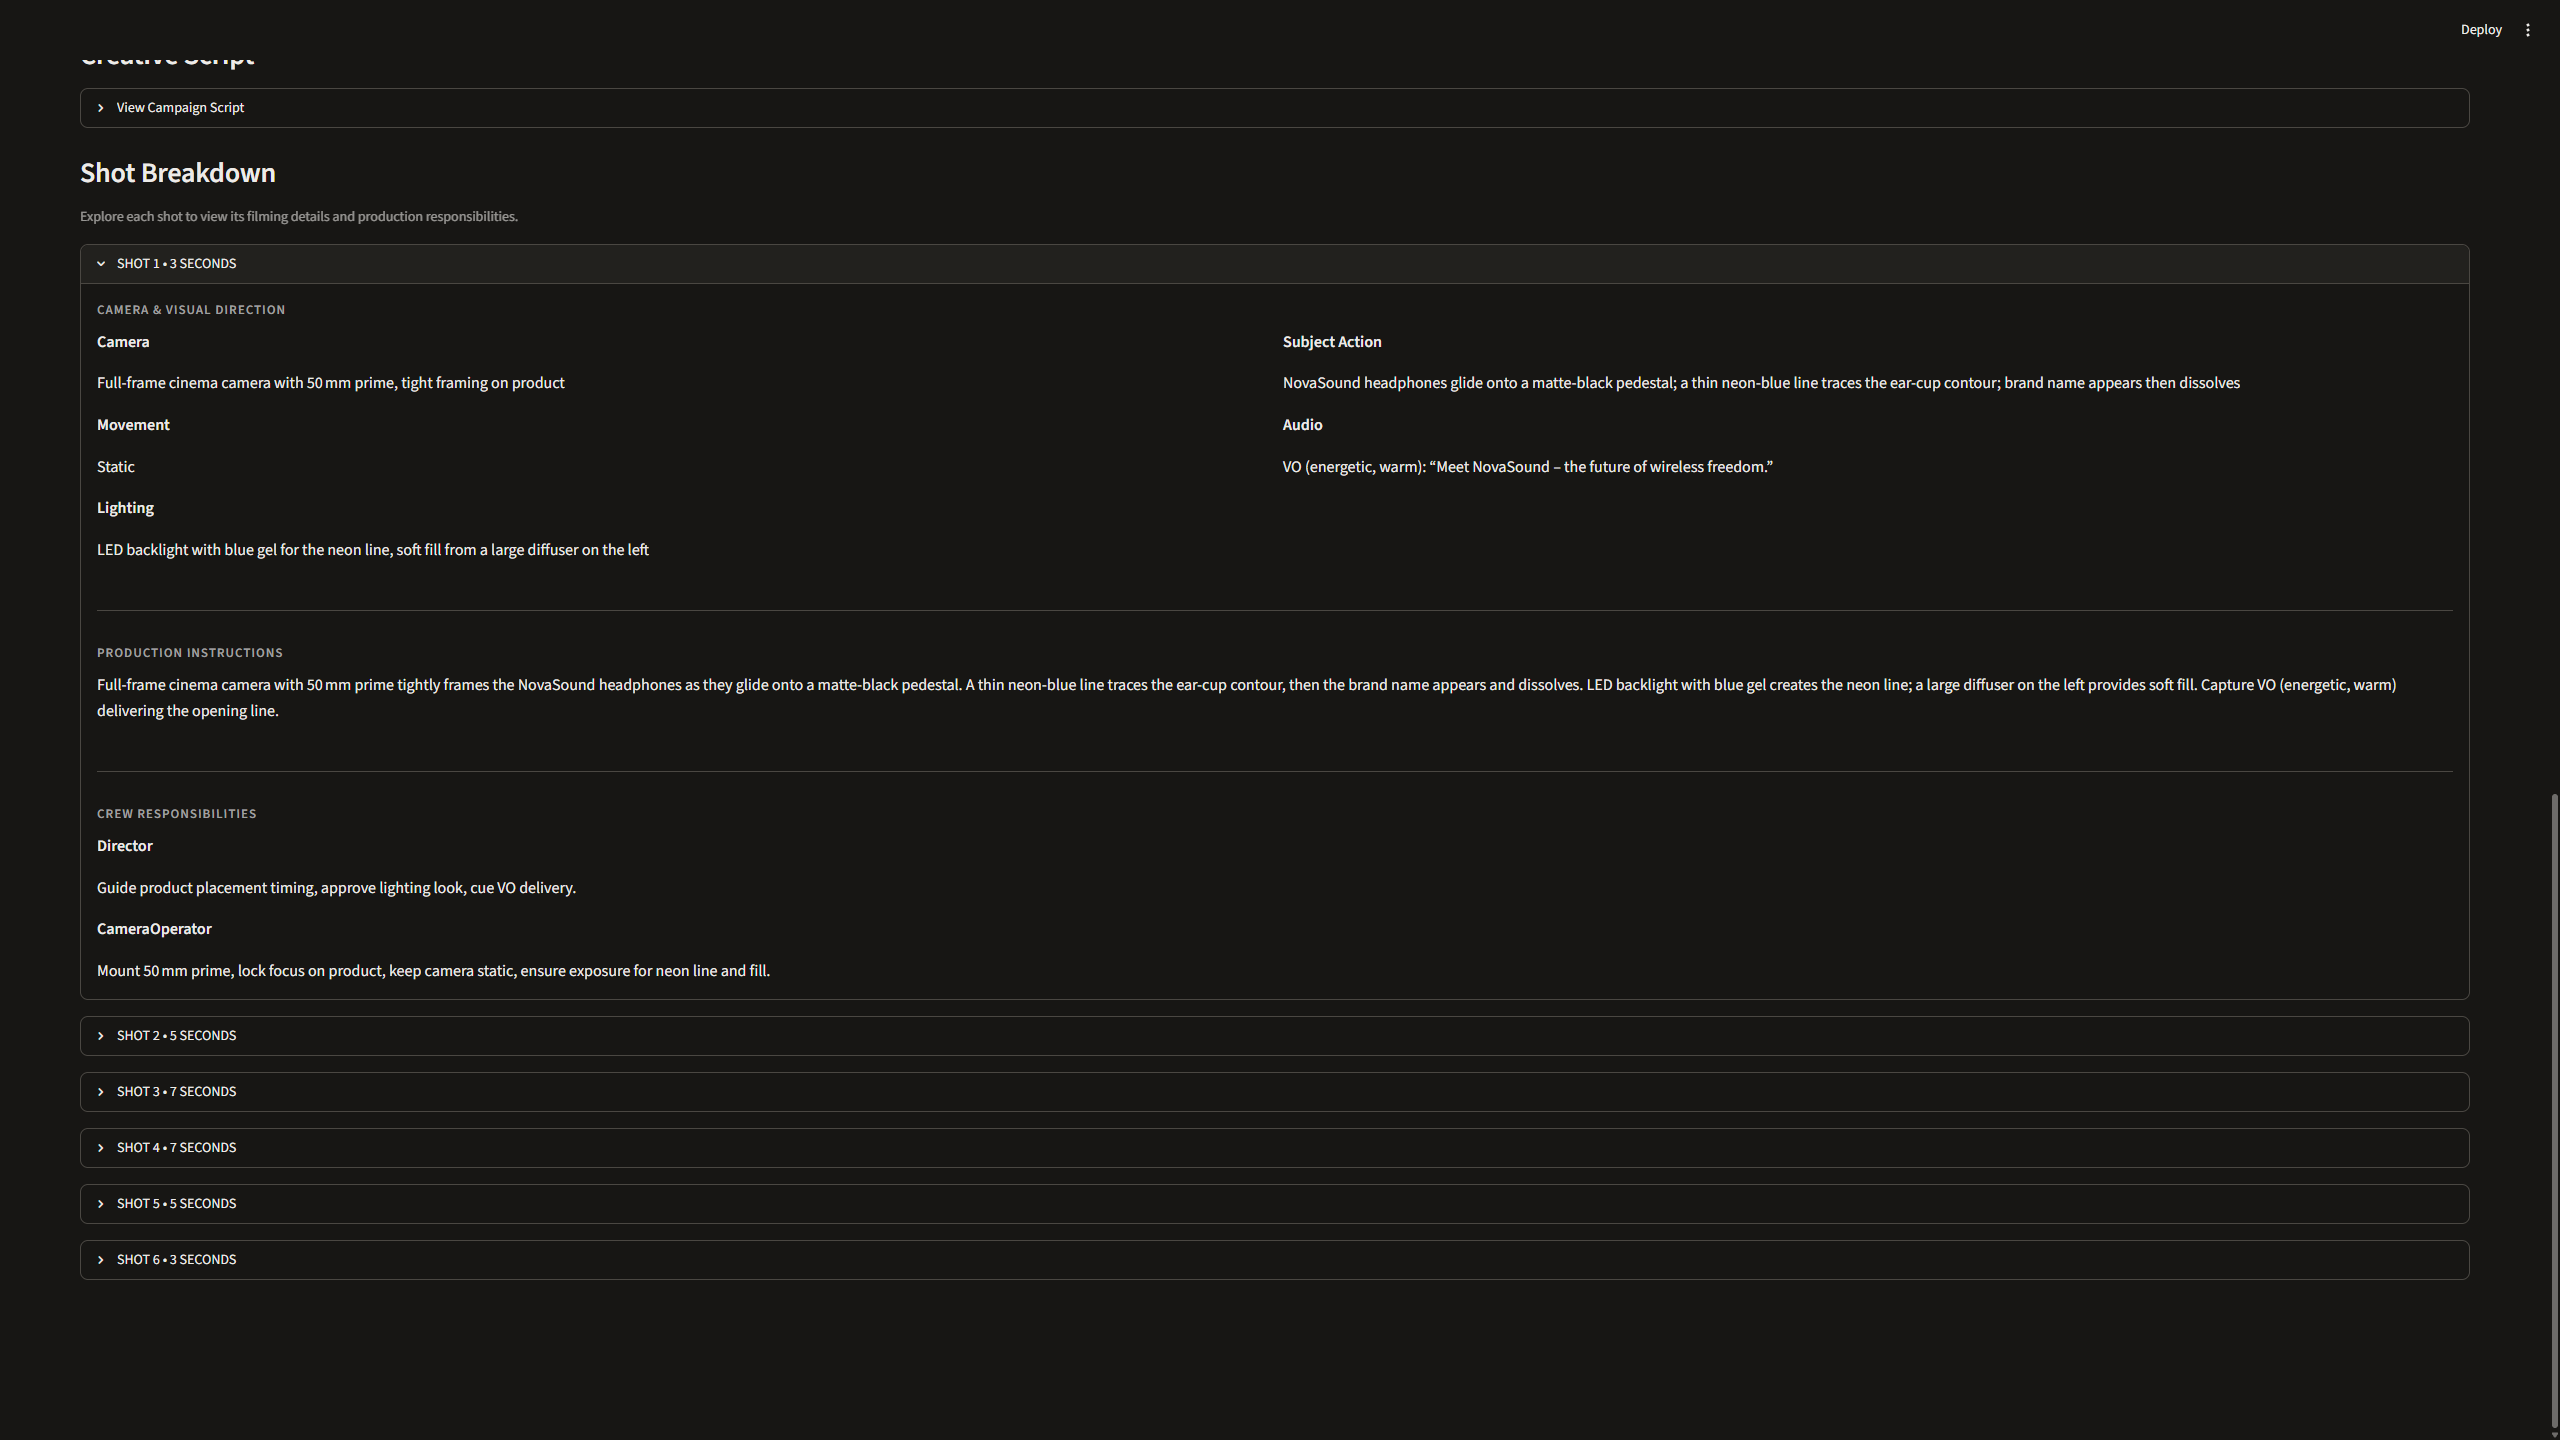 Deploy
Creative Script
View Campaign Script
Shot Breakdown
Explore each shot to view its filming details and production responsibilities.
SHOT 1 • 3 SECONDS
CAMERA & VISUAL DIRECTION
Camera
Full-frame cinema camera with 50 mm prime, tight framing on product
Movement
Static
Lighting
LED backlight with blue gel for the neon line, soft fill from a large diffuser on the left
Subject Action
NovaSound headphones glide onto a matte-black pedestal; a thin neon-blue line traces the ear-cup contour; brand name appears then dissolves
Audio
VO (energetic, warm): “Meet NovaSound – the future of wireless freedom.”
PRODUCTION INSTRUCTIONS
Full-frame cinema camera with 50 mm prime tightly frames the NovaSound headphones as they glide onto a matte-black pedestal. A thin neon-blue line traces the ear-cup contour, then the brand name appears and dissolves. LED backlight with blue gel creates the neon line; a large diffuser on the left provides soft fill. Capture VO (energetic, warm)
delivering the opening line.
CREW RESPONSIBILITIES
Director
Guide product placement timing, approve lighting look, cue VO delivery.
CameraOperator
Mount 50 mm prime, lock focus on product, keep camera static, ensure exposure for neon line and fill.
SHOT 2 • 5 SECONDS
SHOT 3 • 7 SECONDS
SHOT 4 • 7 SECONDS
SHOT 5 • 5 SECONDS
SHOT 6 • 3 SECONDS